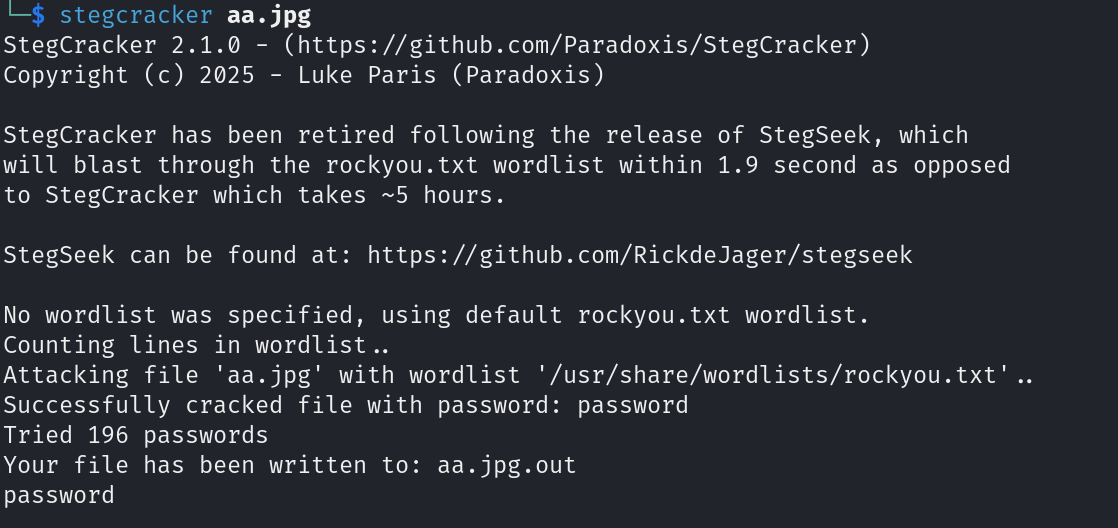 └─$ stegcracker aa.jpg
StegCracker 2.1.0 - (https://github.com/Paradoxis/StegCracker)
Copyright (c) 2025 - Luke Paris (Paradoxis)
StegCracker has been retired following the release of StegSeek, which
will blast through the rockyou.txt wordlist within 1.9 second as opposed
to StegCracker which takes ~5 hours.
StegSeek can be found at: https://github.com/RickdeJager/stegseek
No wordlist was specified, using default rockyou.txt wordlist.
Counting lines in wordlist..
Attacking file 'aa.jpg' with wordlist '/usr/share/wordlists/rockyou.txt'..
Successfully cracked file with password: password
Tried 196 passwords
Your file has been written to: aa.jpg.out
password